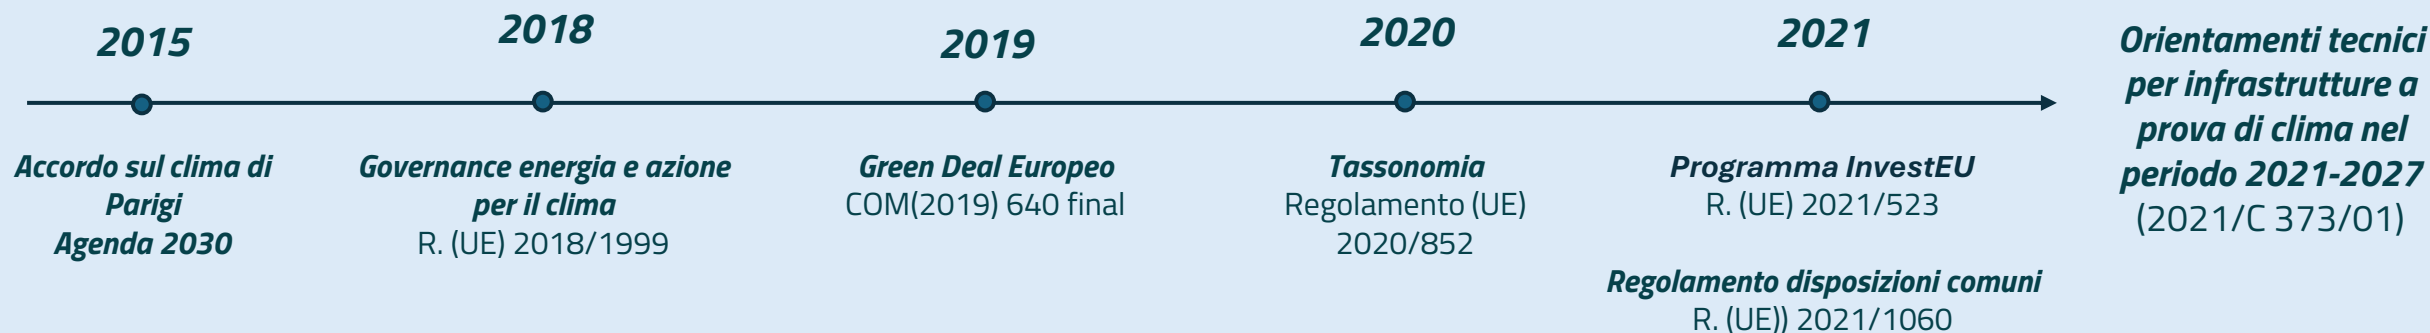 2015
Accordo sul clima di
Parigi
Agenda 2030
2018
Governance energia e azione
per il clima
R. (UE) 2018/1999
2019
Green Deal Europeo
COM(2019) 640 final
2020
Tassonomia
Regolamento (UE)
2020/852
2021
Programma InvestEU
R. (UE) 2021/523
Regolamento disposizioni comuni
R. (UE)) 2021/1060
Orientamenti tecnici
per infrastrutture a
prova di clima nel
periodo 2021-2027
(2021/C 373/01)